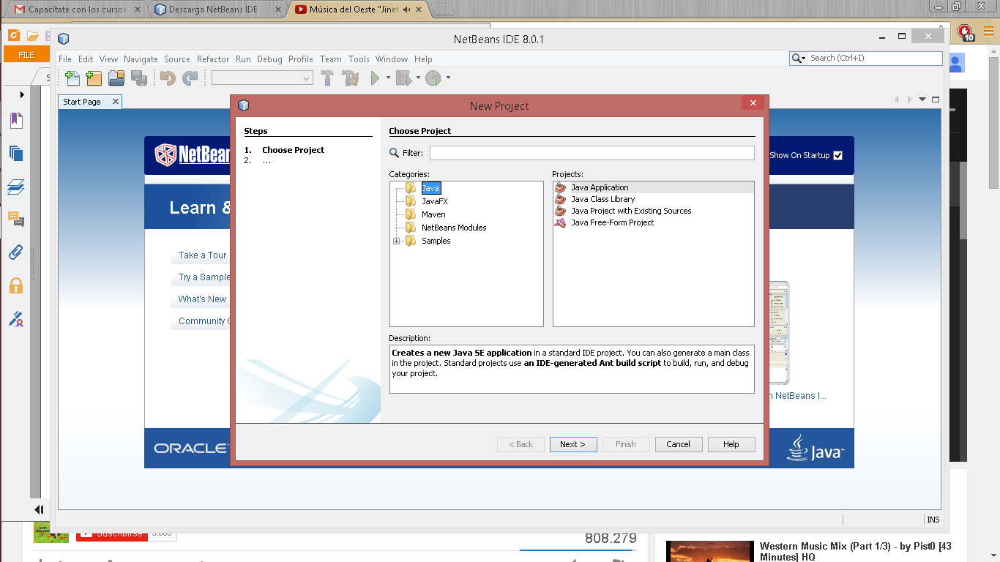 Capacítate con los cursos
Descarga NetBeans IDE
Música del Oeste "Jinet
10
FILE
NetBeans IDE 8.0.1
File Edit View Navigate Source Refactor Run Debug Profile Team Tools Window Help
Search (Ctrl+I)
Start Page
NetBean
Show On Startup
Learn &
Take a Tour
Try a Sample
What's New
Community
ORACLE
n NetBeans I...
Java
New Project
Steps
1. Choose Project
2. ...
Choose Project
Filter:
Categories:
Java
JavaFX
Maven
NetBeans Modules
Samples
Projects:
Java Application
Java Class Library
Java Project with Existing Sources
Java Free-Form Project
Description:
Creates a new Java SE application in a standard IDE project. You can also generate a main class
in the project. Standard projects use an IDE-generated Ant build script to build, run, and debug
your project.
< Back
Next >
Finish
Cancel
Help
INS
Suscribirse
808.279
Western Music Mix (Part 1/3) - by Pist0 [43
Minutes] HQ